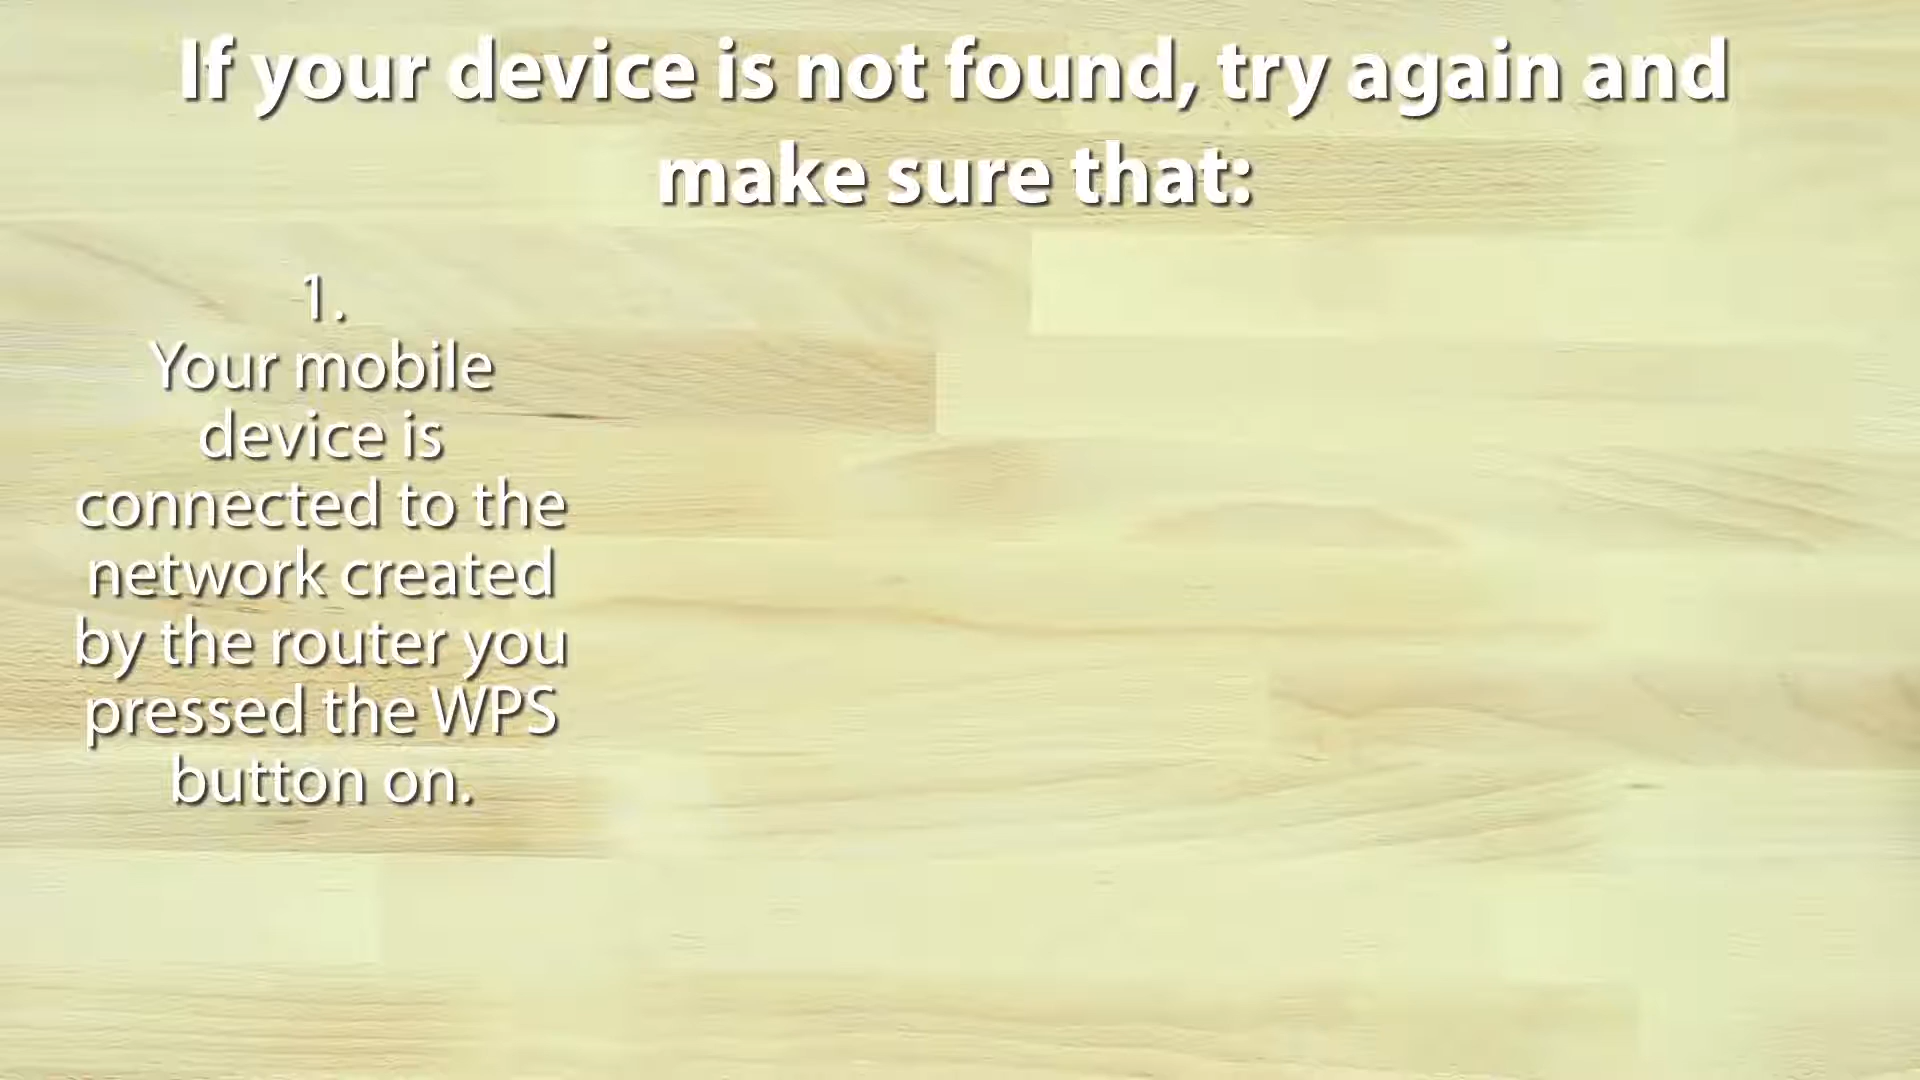 If your device is not found, try again and
make sure that:
1.
Your mobile
device is
connected to the
network created
by the router you
pressed the WPS
button on.